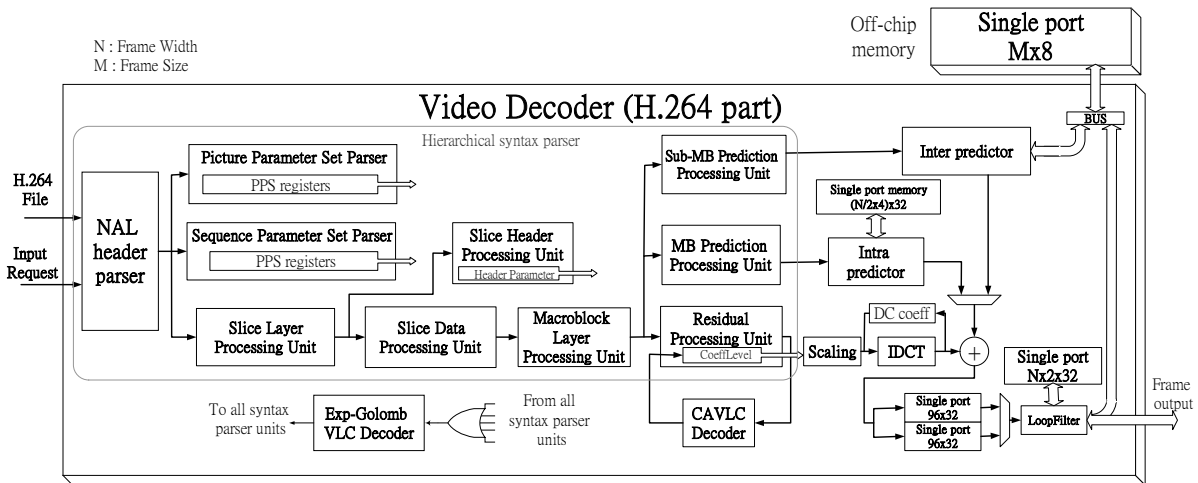 Off-chip
memory
Single port
Mx8
N : Frame Width
M : Frame Size
Video Decoder (H.264 part)
BUS
Hierarchical syntax parser
Picture Parameter Set Parser
PPS registers
Sub-MB Prediction
Processing Unit
Inter predictor
H.264
File
Input
Request
NAL
header
parser
Sequence Parameter Set Parser
PPS registers
Slice Header
Processing Unit
Header Parameter
MB Prediction
Processing Unit
Single port memory
(N/2x4)x32
Intra
predictor
Slice Layer
Processing Unit
Slice Data
Processing Unit
Macroblock
Layer
Processing Unit
Residual
Processing Unit
CoeffLevel
Scaling
DC coeff
IDCT
+
Single port
Nx2x32
Frame
output
To all syntax
parser units
Exp-Golomb
VLC Decoder
From all
syntax parser
units
CAVLC
Decoder
Single port
96x32
Single port
96x32
LoopFilter